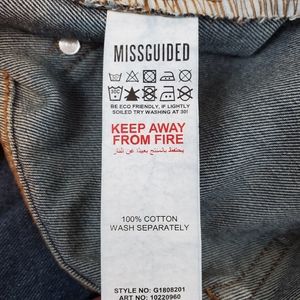 MISSGUIDED
BE ECO FRIENDLY, IF LIGHTLY
SOILED TRY WASHING AT 30!
KEEP AWAY
FROM FIRE
يحتفظ بالمنتج بعيدا عن النار
100% COTTON
WASH SEPARATELY
STYLE NO: G1808201
ART NO: 10220960